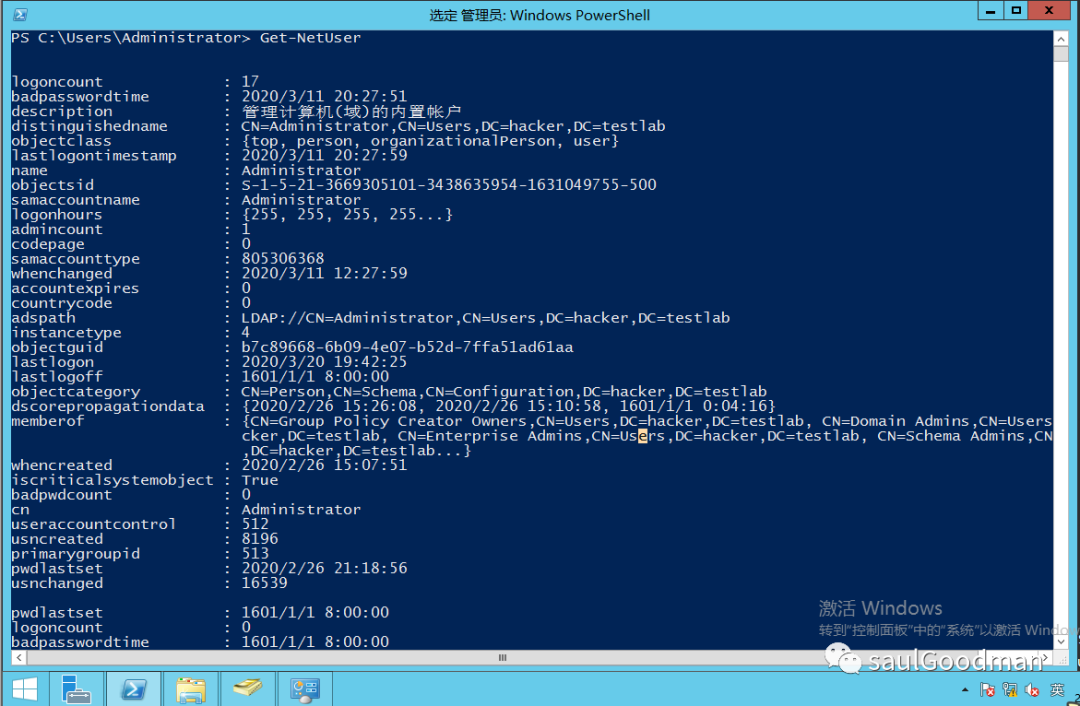 选定 管理员: Windows PowerShell
PS C:\Users\Administrator> Get-NetUser
logoncount : 17
badpasswordtime : 2020/3/11 20:27:51
description : 管理计算机(域)的内置帐户
distinguishedname : CN=Administrator,CN=Users,DC=hacker,DC=testlab
objectclass : {top, person, organizationalPerson, user}
lastlogontimestamp : 2020/3/11 20:27:59
name : Administrator
objectsid : S-1-5-21-3669305101-3438635954-1631049755-500
samaccountname : Administrator
logonhours : {255, 255, 255, 255...}
admincount : 1
codepage : 0
samaccounttype : 805306368
whenchanged : 2020/3/11 12:27:59
accountexpires : 0
countrycode : 0
adspath : LDAP://CN=Administrator,CN=Users,DC=hacker,DC=testlab
instancetype : 4
objectguid : b7c89668-6b09-4e07-b52d-7ffa51ad61aa
lastlogon : 2020/3/20 19:42:25
lastlogoff : 1601/1/1 8:00:00
objectcategory : CN=Person,CN=Schema,CN=Configuration,DC=hacker,DC=testlab
dscorepropagationdata : {2020/2/26 15:26:08, 2020/2/26 15:10:58, 1601/1/1 0:04:16}
memberof : {CN=Group Policy Creator Owners,CN=Users,DC=hacker,DC=testlab, CN=Domain Admins,CN=Users
cker,DC=testlab, CN=Enterprise Admins,CN=Users,DC=hacker,DC=testlab, CN=Schema Admins,CN
,DC=hacker,DC=testlab...}
whencreated : 2020/2/26 15:07:51
iscriticalsystemobject : True
badpwdcount : 0
cn : Administrator
useraccountcontrol : 512
usncreated : 8196
primarygroupid : 513
pwdlastset : 2020/2/26 21:18:56
usnchanged : 16539
pwdlastset : 1601/1/1 8:00:00
logoncount : 0
badpasswordtime : 1601/1/1 8:00:00
激活 Windows
转到"控制面板"中的"系统"以激活 Windo
saulGoodman
英